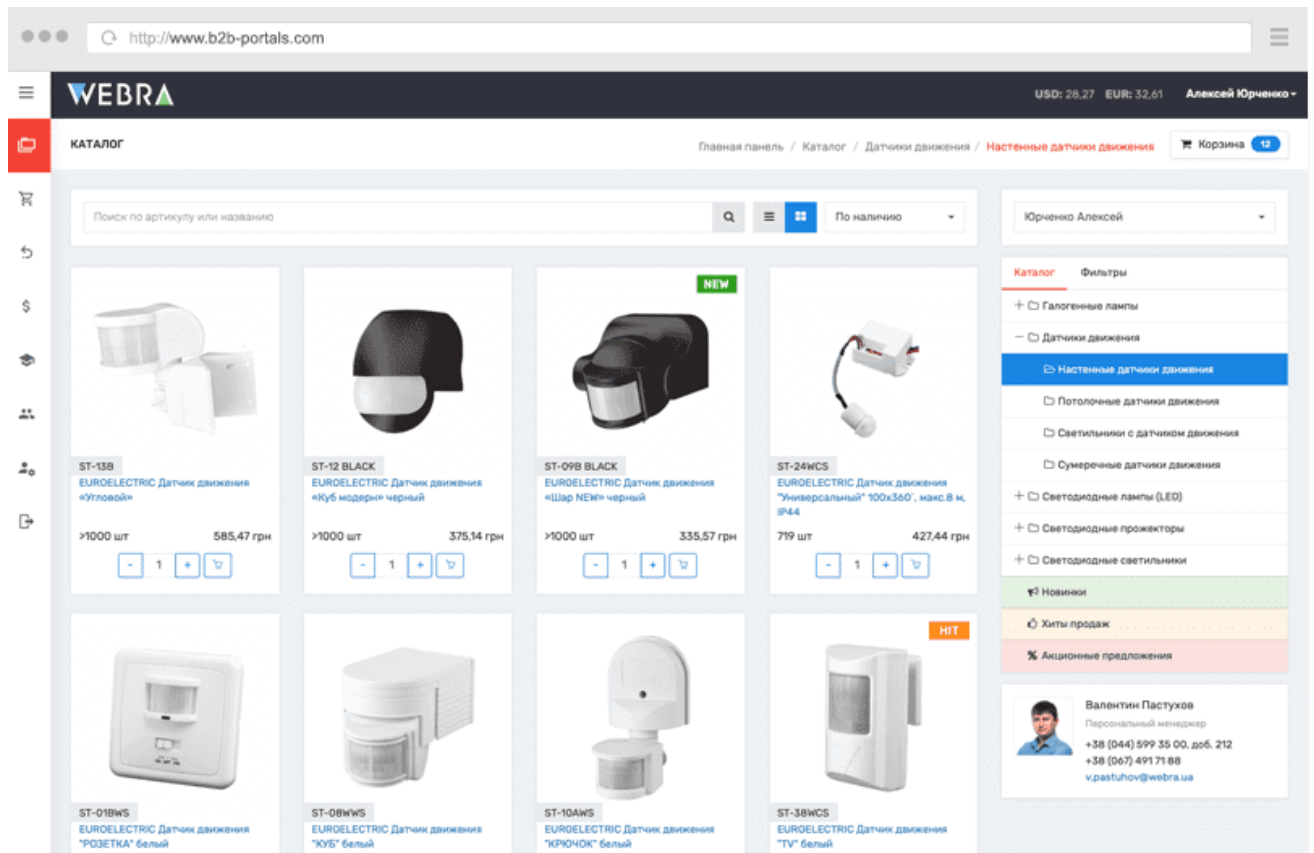 http://www.b2b-portals.com
WEBRA
USD: 28,27 EUR: 32,61 Алексей Юрченко
КАТАЛОГ
Главная панель / Каталог / Датчики движения / Настенные датчики движения
Корзина 12
Поиск по артикулу или названию
По наличию
Юрченко Алексей
Каталог Фильтры
Галогенные лампы
Датчики движения
Настенные датчики движения
Потолочные датчики движения
Светильники с датчиком движения
Сумеречные датчики движения
Светодиодные лампы (LED)
Светодиодные прожекторы
Светодиодные светильники
Новинки
Хиты продаж
% Акционные предложения
Валентин Пастухов
Персональный менеджер
+38 (044) 599 35 00, доб. 212
+38 (067) 491 71 88
v.pastuhov@webra.ua
ST-13B
EUROELECTRIC Датчик движения
«Угловой»
>1000 шт 585,47 грн
- 1 +
ST-12 BLACK
EUROELECTRIC Датчик движения
«Куб модерн» черный
>1000 шт 375,14 грн
- 1 +
NEW
ST-09B BLACK
EUROELECTRIC Датчик движения
«Шар NEW» черный
>1000 шт 335,57 грн
- 1 +
ST-24WCS
EUROELECTRIC Датчик движения
"Универсальный" 100х360˚, макс.8 м,
IP44
719 шт 427,44 грн
- 1 +
ST-01BWS
EUROELECTRIC Датчик движения
"РОЗЕТКА" белый
ST-08WWS
EUROELECTRIC Датчик движения
"КУБ" белый
ST-10AWS
EUROELECTRIC Датчик движения
"КРЮЧОК" белый
HIT
ST-38WCS
EUROELECTRIC Датчик движения
"TV" белый